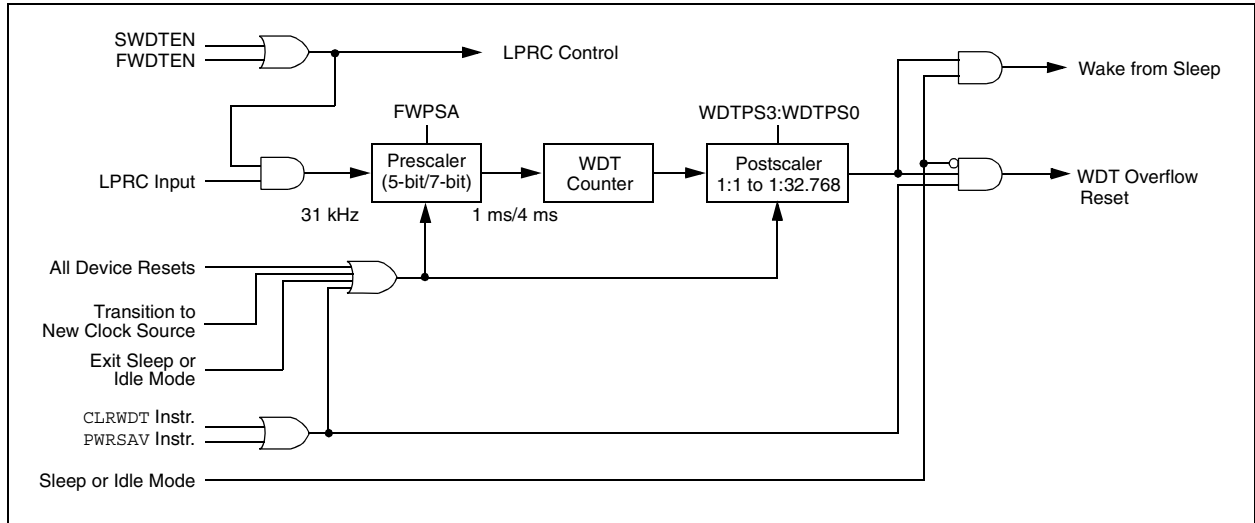 SWDTEN
FWDTEN
LPRC Control
Wake from Sleep
FWPSA
WDTPS3:WDTPS0
LPRC Input
Prescaler
(5-bit/7-bit)
WDT
Counter
Postscaler
1:1 to 1:32.768
WDT Overflow
Reset
31 kHz
1 ms/4 ms
All Device Resets
Transition to
New Clock Source
Exit Sleep or
Idle Mode
CLRWDT Instr.
PWRSAV Instr.
Sleep or Idle Mode